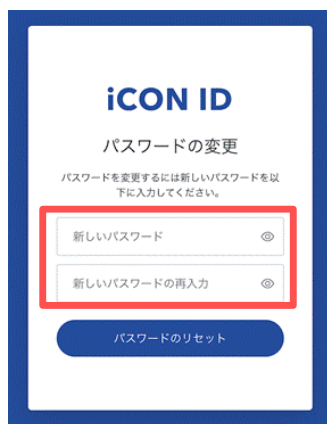 iCON ID
パスワードの変更
パスワードを変更するには新しいパスワードを以
下に入力してください。
新しいパスワード
新しいパスワードの再入力
パスワードのリセット